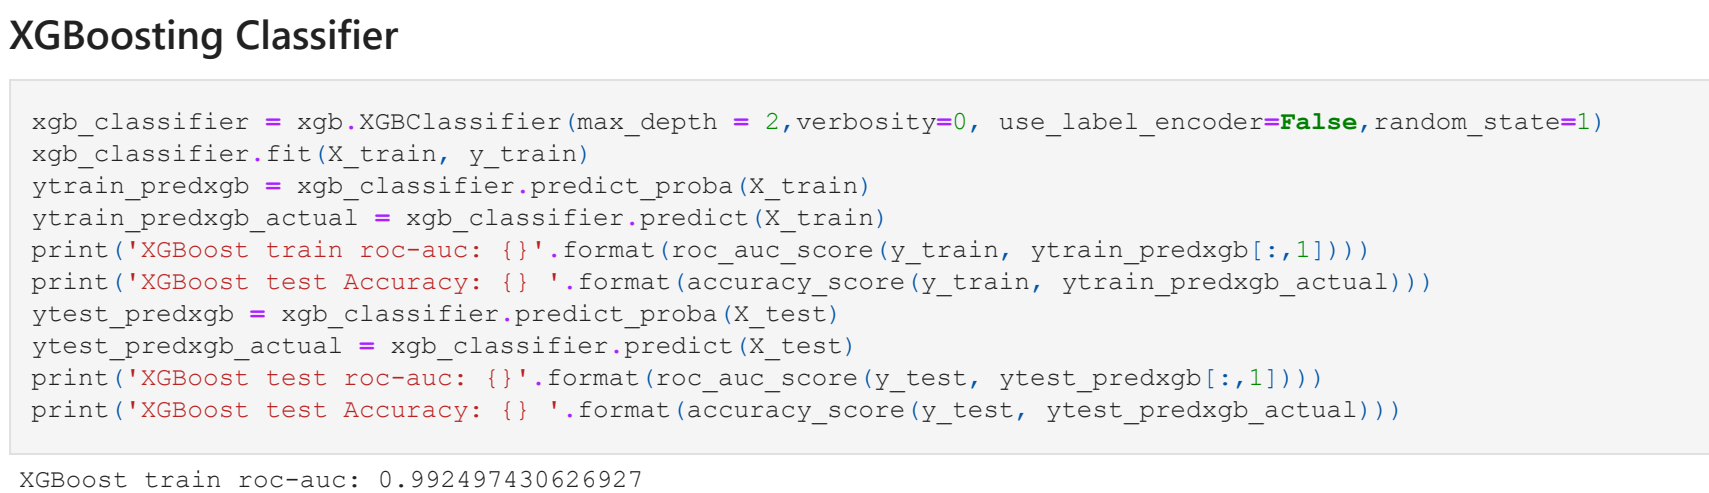 XGBoosting Classifier
xgb_classifier = xgb.XGBClassifier(max_depth = 2,verbosity=0, use_label_encoder=False,random_state=1)
xgb_classifier.fit(X_train, y_train)
ytrain_predxgb = xgb_classifier.predict_proba(X_train)
ytrain_predxgb_actual = xgb_classifier.predict(X_train)
print('XGBoost train roc-auc: {}'.format(roc_auc_score(y_train, ytrain_predxgb[:,1])))
print('XGBoost test Accuracy: {} '.format(accuracy_score(y_train, ytrain_predxgb_actual)))
ytest_predxgb = xgb_classifier.predict_proba(X_test)
ytest_predxgb_actual = xgb_classifier.predict(X_test)
print('XGBoost test roc-auc: {}'.format(roc_auc_score(y_test, ytest_predxgb[:,1])))
print('XGBoost test Accuracy: {} '.format(accuracy_score(y_test, ytest_predxgb_actual)))
XGBoost train roc-auc: 0.992497430626927